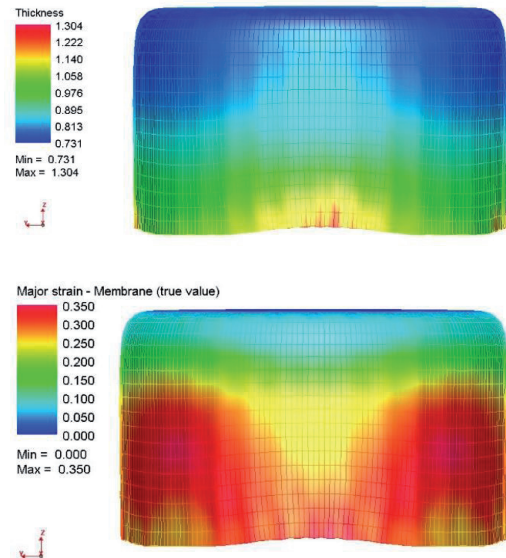 Thickness
1.304
1.222
1.140
1.058
0.976
0.895
0.813
0.731
Min = 0.731
Max = 1.304
Z
Y
Major strain - Membrane (true value)
0.350
0.300
0.250
0.200
0.150
0.100
0.050
0.000
Min = 0.000
Max = 0.350
Z
Y